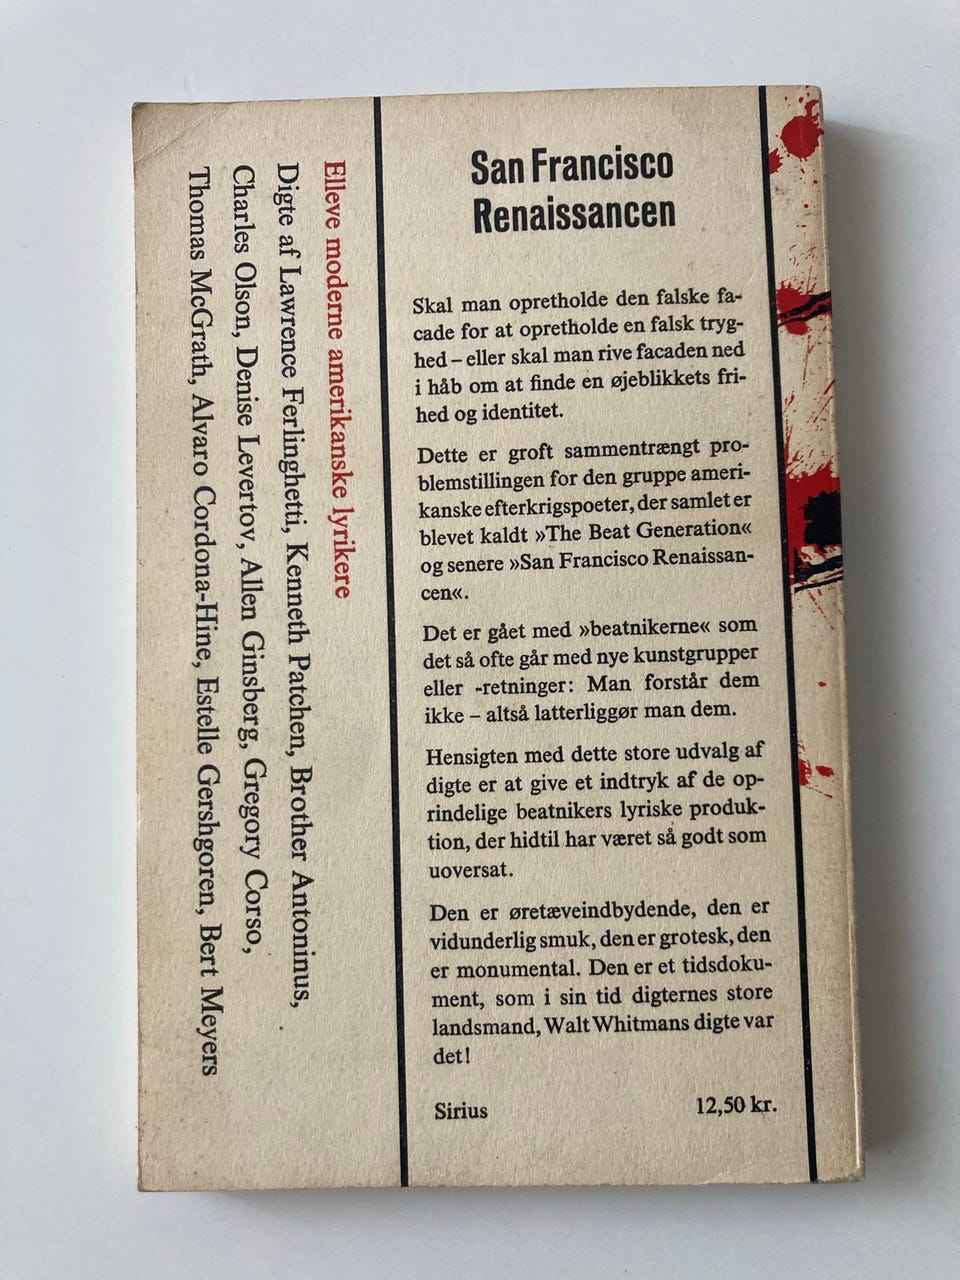 San Francisco
Renaissancen
Skal man opretholde den falske fa-
cade for at opretholde en falsk tryg-
hed – eller skal man rive facaden ned
i håb om at finde en øjeblikkets fri-
hed og identitet.
Dette er groft sammentrængt pro-
blemstillingen for den gruppe ameri-
kanske efterkrigspoeter, der samlet er
blevet kaldt »The Beat Generation«
og senere »San Francisco Renaissan-
cen«.
Det er gået med »beatnikerne« som
det så ofte går med nye kunstgrupper
eller -retninger: Man forstår dem
ikke – altså latterliggør man dem.
Hensigten med dette store udvalg af
digte er at give et indtryk af de op-
rindelige beatnikers lyriske produk-
tion, der hidtil har været så godt som
uoversat.
Den er øretæveindbydende, den er
vidunderlig smuk, den er grotesk, den
er monumental. Den er et tidsdoku-
ment, som i sin tid digternes store
landsmand, Walt Whitmans digte var
det!
Sirius 12,50 kr.
Elleve moderne amerikanske lyrikere
Digte af Lawrence Ferlinghetti, Kenneth Patchen, Brother Antoninus,
Charles Olson, Denise Levertov, Allen Ginsberg, Gregory Corso,
Thomas McGrath, Alvaro Cordona-Hine, Estelle Gershgoren, Bert Meyers